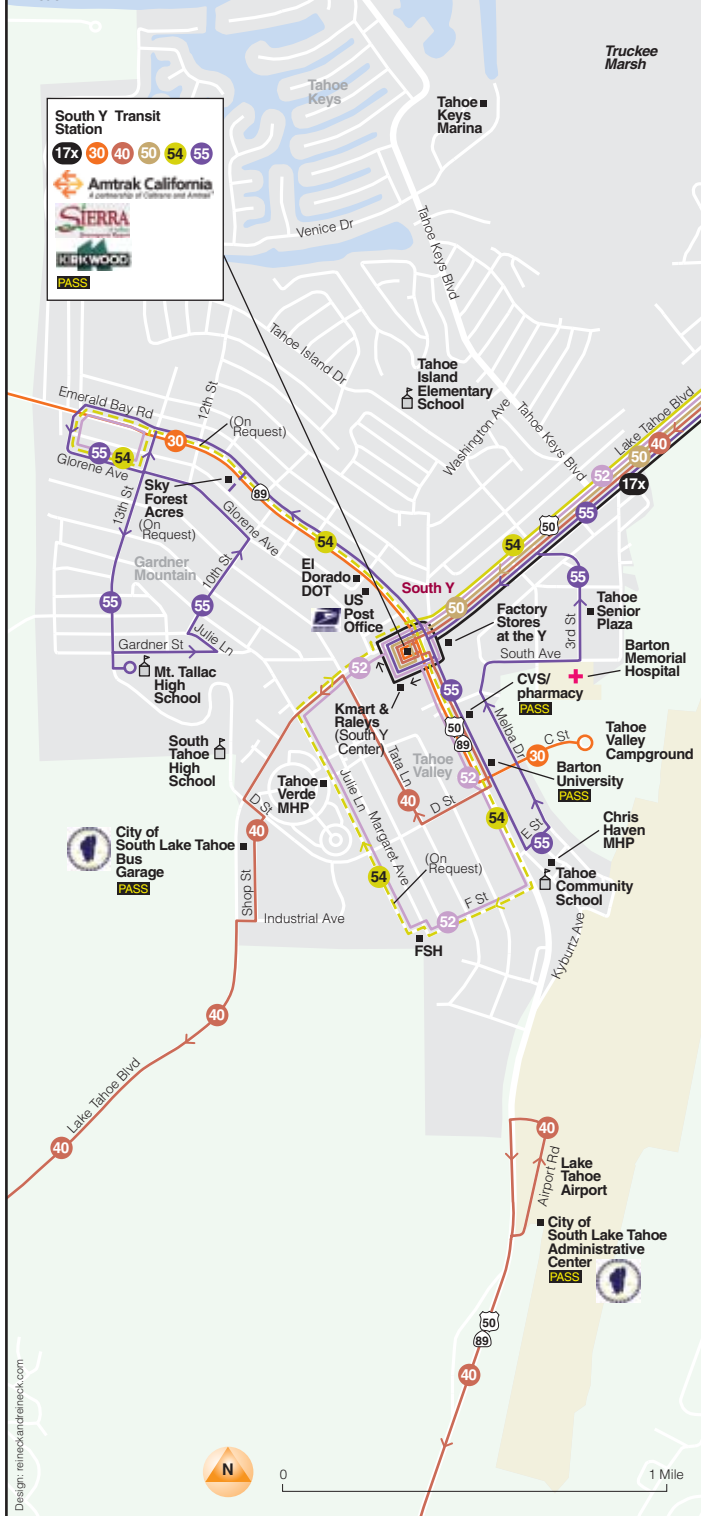 Truckee
Marsh
Tahoe
Keys
Tahoe
Keys
Marina
South Y Transit
Station
17x 30 40 50 54 55
Amtrak California
A partnership of Caltrans and Amtrak
SIERRA
KIRKWOOD
PASS
Venice Dr
Tahoe Keys Blvd
Tahoe Island Dr
Tahoe
Island
Elementary
School
Washington Ave
Tahoe Keys Blvd
Lake Tahoe Blvd
Emerald Bay Rd
12th St
(On
Request)
30
40
50
52
17x
55
50
54
55
54
Glorene Ave
89
Sky
Forest
Acres
(On
Request)
13th St
Glorene Ave
54
10th St
Gardner
Mountain
El
Dorado
DOT
US
Post
Office
South Y
50
Factory
Stores
at the Y
55
3rd St
Tahoe
Senior
Plaza
South Ave
Barton
Memorial
Hospital
55
55
Julie Ln
Gardner St
Mt. Tallac
High
School
52
55
CVS/
pharmacy
PASS
Kmart &
Raleys
(South Y
Center)
50
89
Melba Dr
C St
30
Tahoe
Valley
Campground
South
Tahoe
High
School
Tahoe
Verde
MHP
Tata Ln
Tahoe
Valley
52
Barton
University
PASS
D St
40
D St
40
54
E St
55
Chris
Haven
MHP
City of
South Lake Tahoe
Bus
Garage
PASS
Julie Ln
Margaret Ave
(On
Request)
54
Tahoe
Community
School
Shop St
Industrial Ave
F St
52
FSH
Kyburtz Ave
40
Lake Tahoe Blvd
40
40
Airport Rd
Lake
Tahoe
Airport
City of
South Lake Tahoe
Administrative
Center
PASS
50
89
40
Design: reineckandreineck.com
N
0
1 Mile